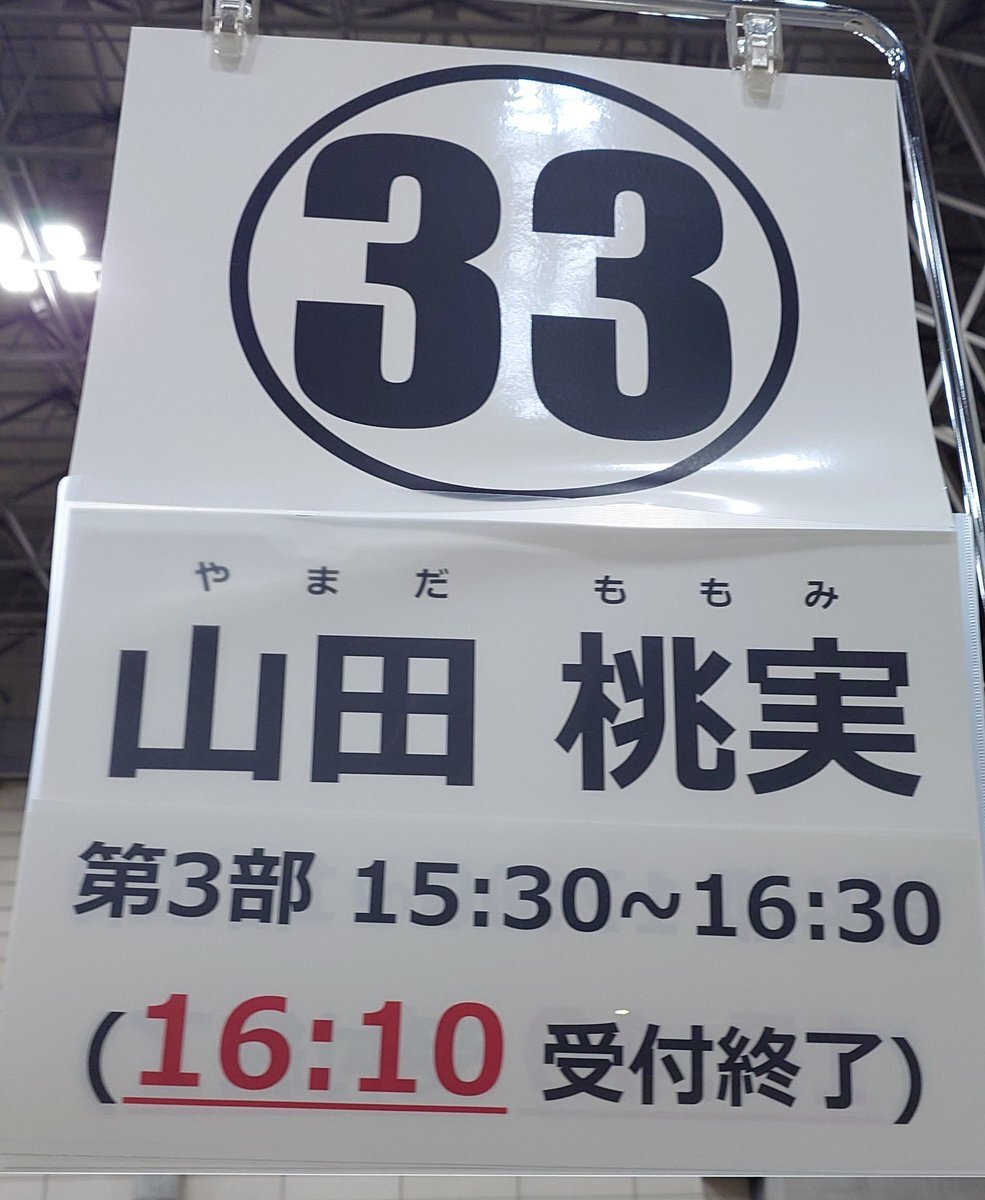 33
やまだ ももみ
山田 桃実
第3部 15:30~16:30
(16:10 受付終了)